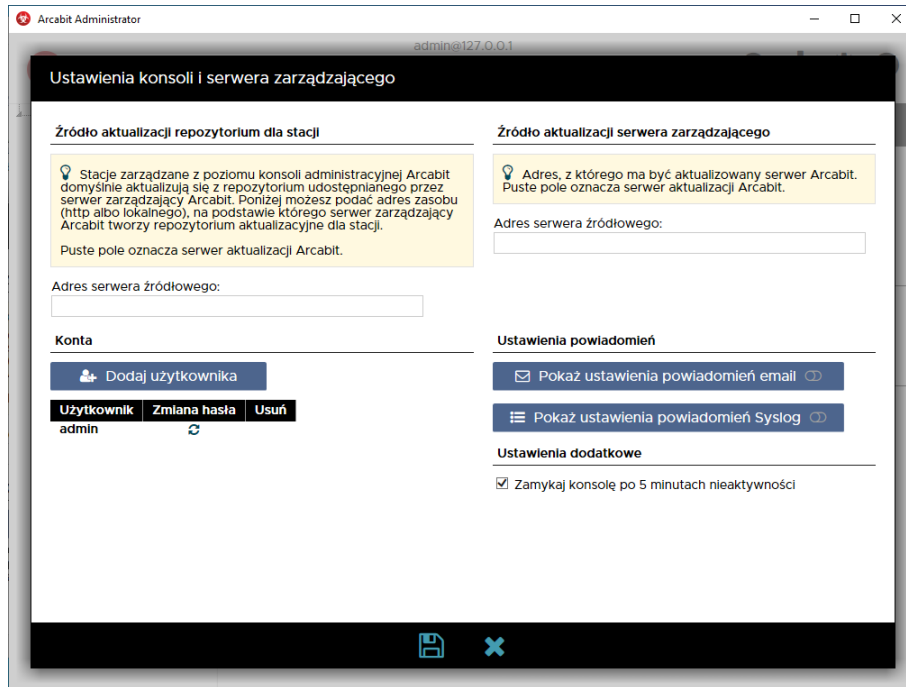 Arcabit Administrator
admin@127.0.0.1
Ustawienia konsoli i serwera zarządzającego
Źródło aktualizacji repozytorium dla stacji
Stacje zarządzane z poziomu konsoli administracyjnej Arcabit
domyślnie aktualizują się z repozytorium udostępnianego przez
serwer zarządzający Arcabit. Poniżej możesz podać adres zasobu
(http albo lokalnego), na podstawie którego serwer zarządzający
Arcabit tworzy repozytorium aktualizacyjne dla stacji.
Puste pole oznacza serwer aktualizacji Arcabit.
Adres serwera źródłowego:
Źródło aktualizacji serwera zarządzającego
Adres, z którego ma być aktualizowany serwer Arcabit.
Puste pole oznacza serwer aktualizacji Arcabit.
Adres serwera źródłowego:
Konta
Dodaj użytkownika
Użytkownik Zmiana hasła Usuń
admin
Ustawienia powiadomień
Pokaż ustawienia powiadomień email
Pokaż ustawienia powiadomień Syslog
Ustawienia dodatkowe
Zamykaj konsolę po 5 minutach nieaktywności